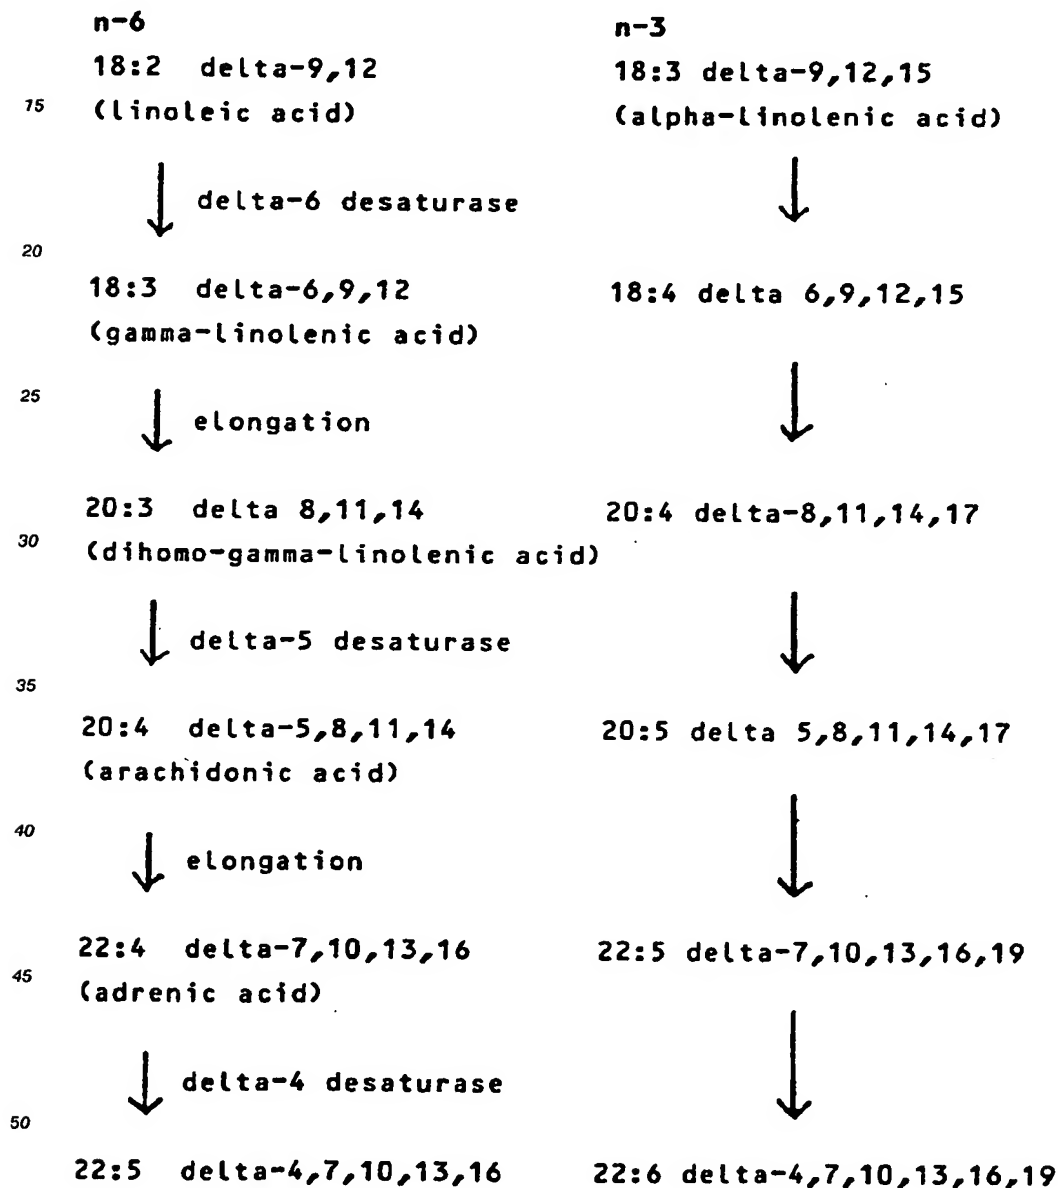 n-6 n-3
18:2 delta-9,12 18:3 delta-9,12,15
75 (linoleic acid) (alpha-linolenic acid)
delta-6 desaturase
20
18:3 delta-6,9,12 18:4 delta 6,9,12,15
(gamma-linolenic acid)
25
elongation
20:3 delta 8,11,14 20:4 delta-8,11,14,17
30
(dihomo-gamma-linolenic acid)
delta-5 desaturase
35
20:4 delta-5,8,11,14 20:5 delta 5,8,11,14,17
(arachidonic acid)
40
elongation
22:4 delta-7,10,13,16 22:5 delta-7,10,13,16,19
45
(adrenic acid)
delta-4 desaturase
50
22:5 delta-4,7,10,13,16 22:6 delta-4,7,10,13,16,19